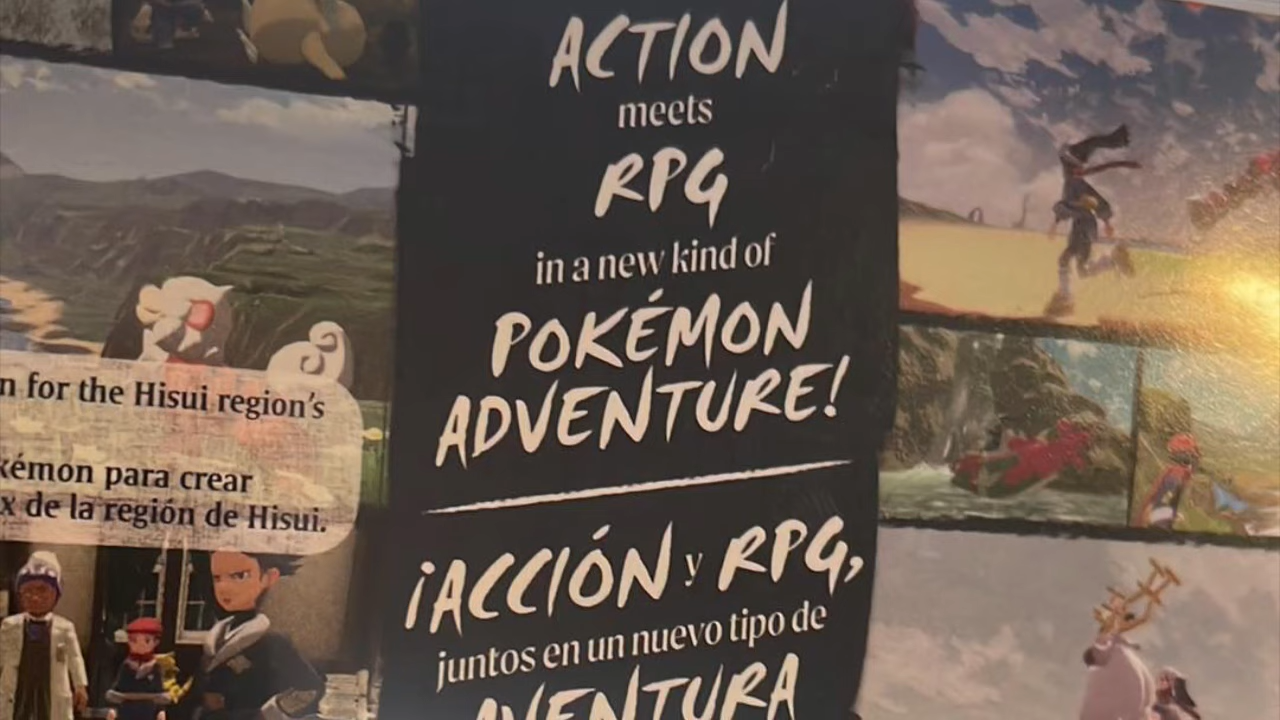 ACTION
meets
RPG
in a new kind of
POKÉMON
ADVENTURE!
¡ACCIÓN y RPG,
juntos en un nuevo tipo de
AVENTURA
n for the Hisui region's
kémon para crear
x de la región de Hisui.